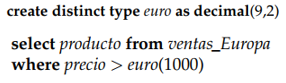 create distinct type euro as decimal(9,2)
select producto from ventas_Europa
where precio > euro(1000)